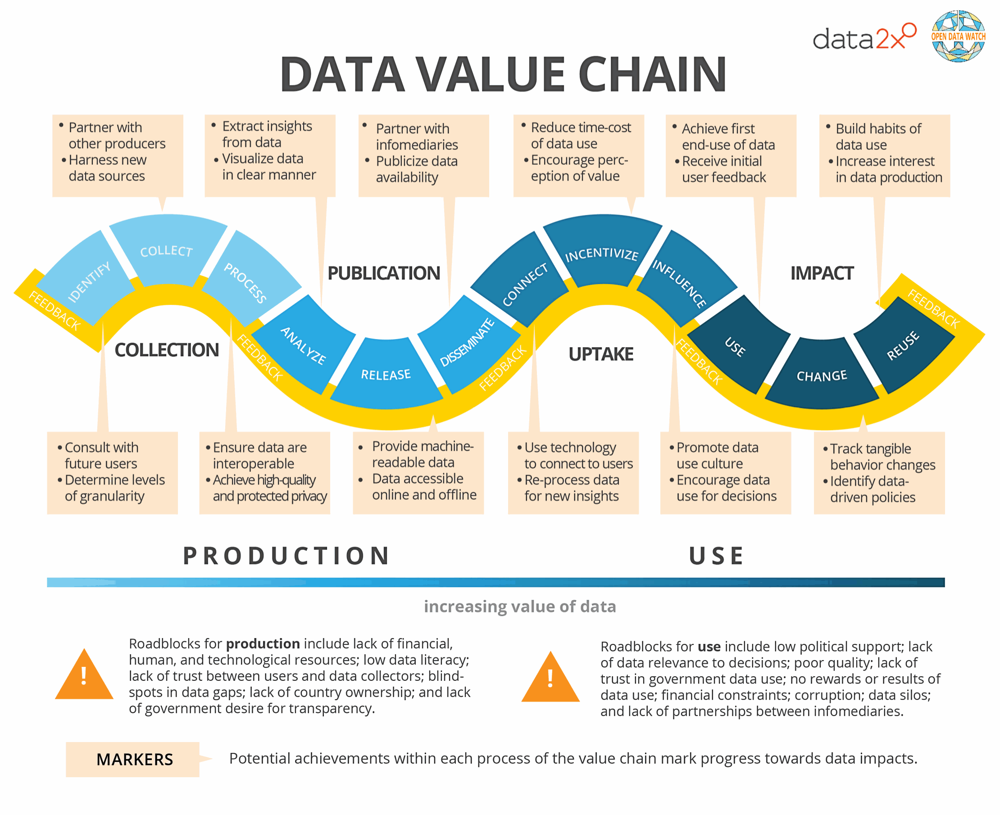 data2x
OPEN DATA WATCH
DATA VALUE CHAIN
• Partner with
other producers
• Harness new
data sources
• Extract insights
from data
• Visualize data
in clear manner
• Partner with
infomediaries
• Publicize data
availability
• Reduce time-cost
of data use
• Encourage perc-
eption of value
• Achieve first
end-use of data
• Receive initial
user feedback
• Build habits of
data use
• Increase interest
in data production
FEEDBACK
IDENTIFY
COLLECT
PROCESS
COLLECTION
FEEDBACK
ANALYZE
RELEASE
DISSEMINATE
PUBLICATION
FEEDBACK
CONNECT
INCENTIVIZE
INFLUENCE
UPTAKE
FEEDBACK
USE
CHANGE
REUSE
IMPACT
FEEDBACK
• Consult with
future users
• Determine levels
of granularity
• Ensure data are
interoperable
• Achieve high-quality
and protected privacy
• Provide machine-
readable data
• Data accessible
online and offline
• Use technology
to connect to users
• Re-process data
for new insights
• Promote data
use culture
• Encourage data
use for decisions
• Track tangible
behavior changes
• Identify data-
driven policies
PRODUCTION
USE
increasing value of data
!
Roadblocks for production include lack of financial,
human, and technological resources; low data literacy;
lack of trust between users and data collectors; blind-
spots in data gaps; lack of country ownership; and lack
of government desire for transparency.
!
Roadblocks for use include low political support; lack
of data relevance to decisions; poor quality; lack of
trust in government data use; no rewards or results of
data use; financial constraints; corruption; data silos;
and lack of partnerships between infomediaries.
MARKERS
Potential achievements within each process of the value chain mark progress towards data impacts.